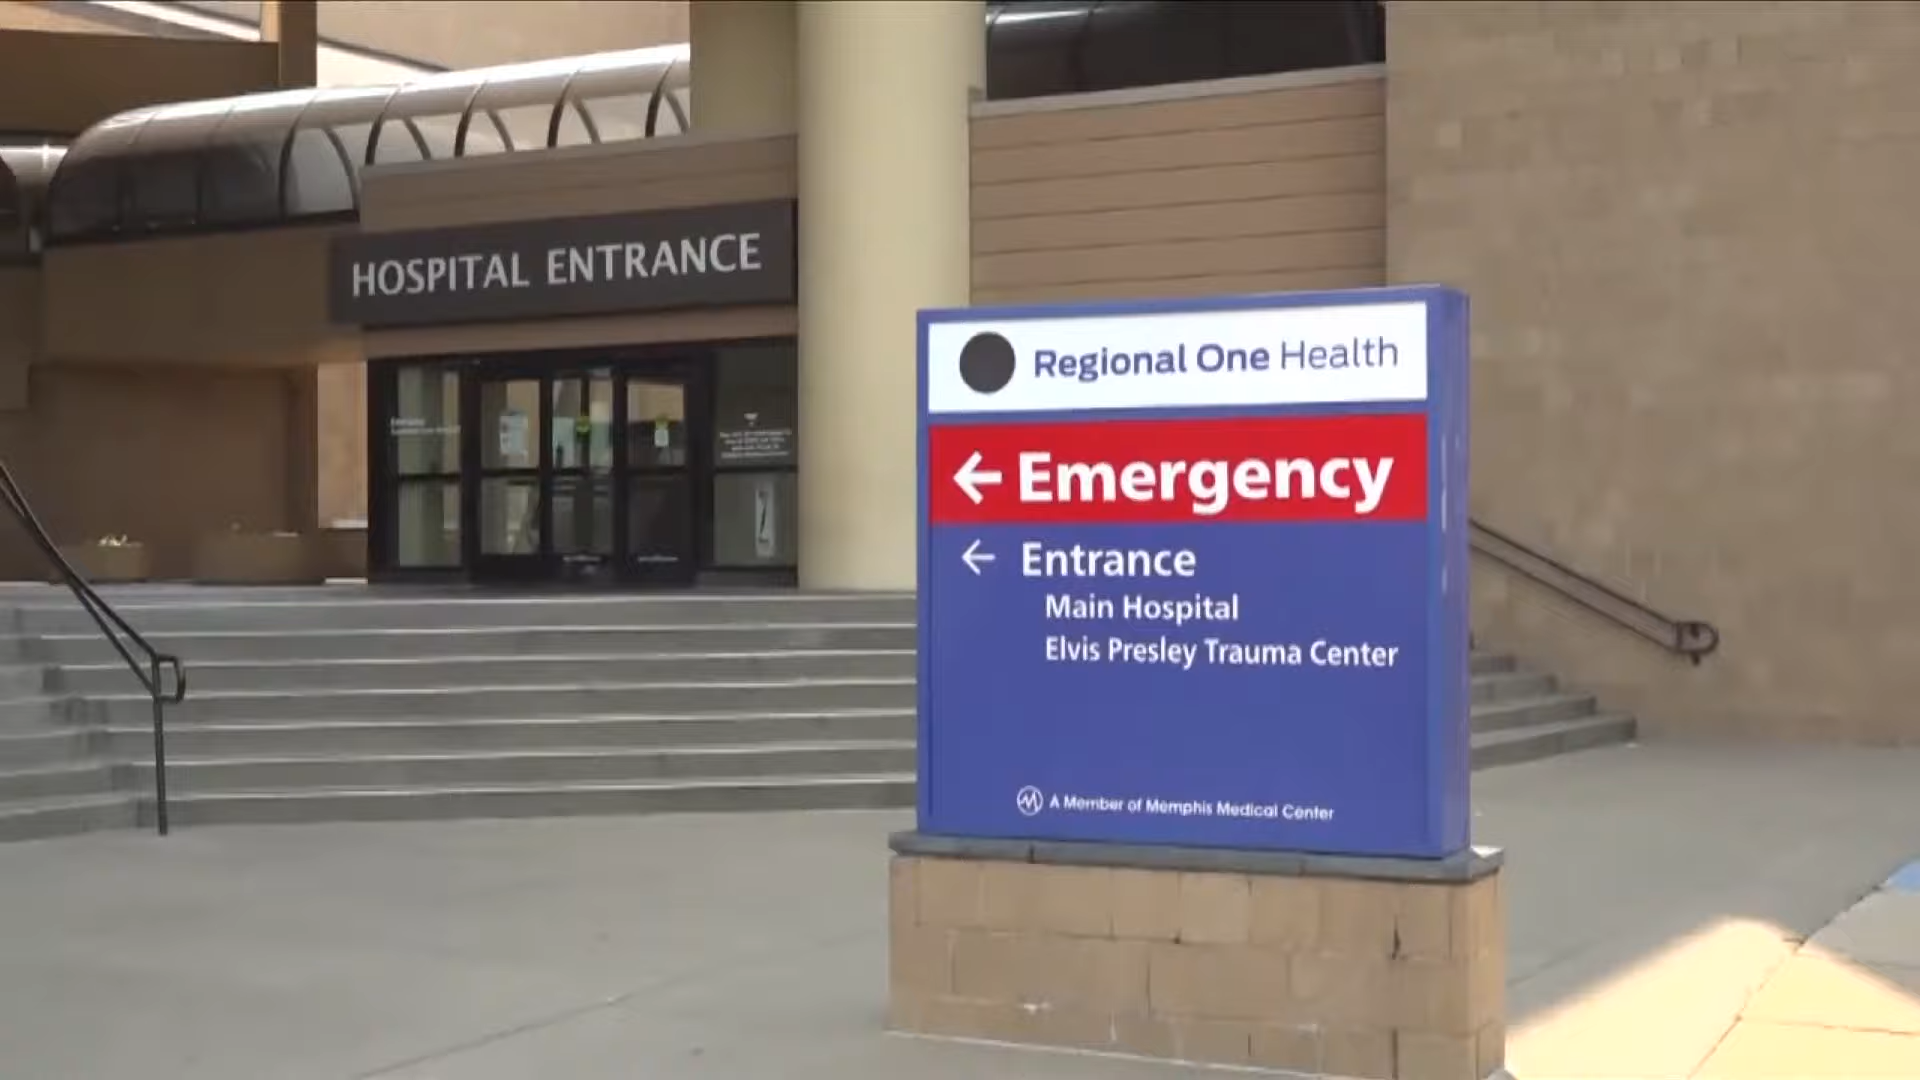 HOSPITAL ENTRANCE
Regional One Health
← Emergency
← Entrance
Main Hospital
Elvis Presley Trauma Center
A Member of Memphis Medical Center